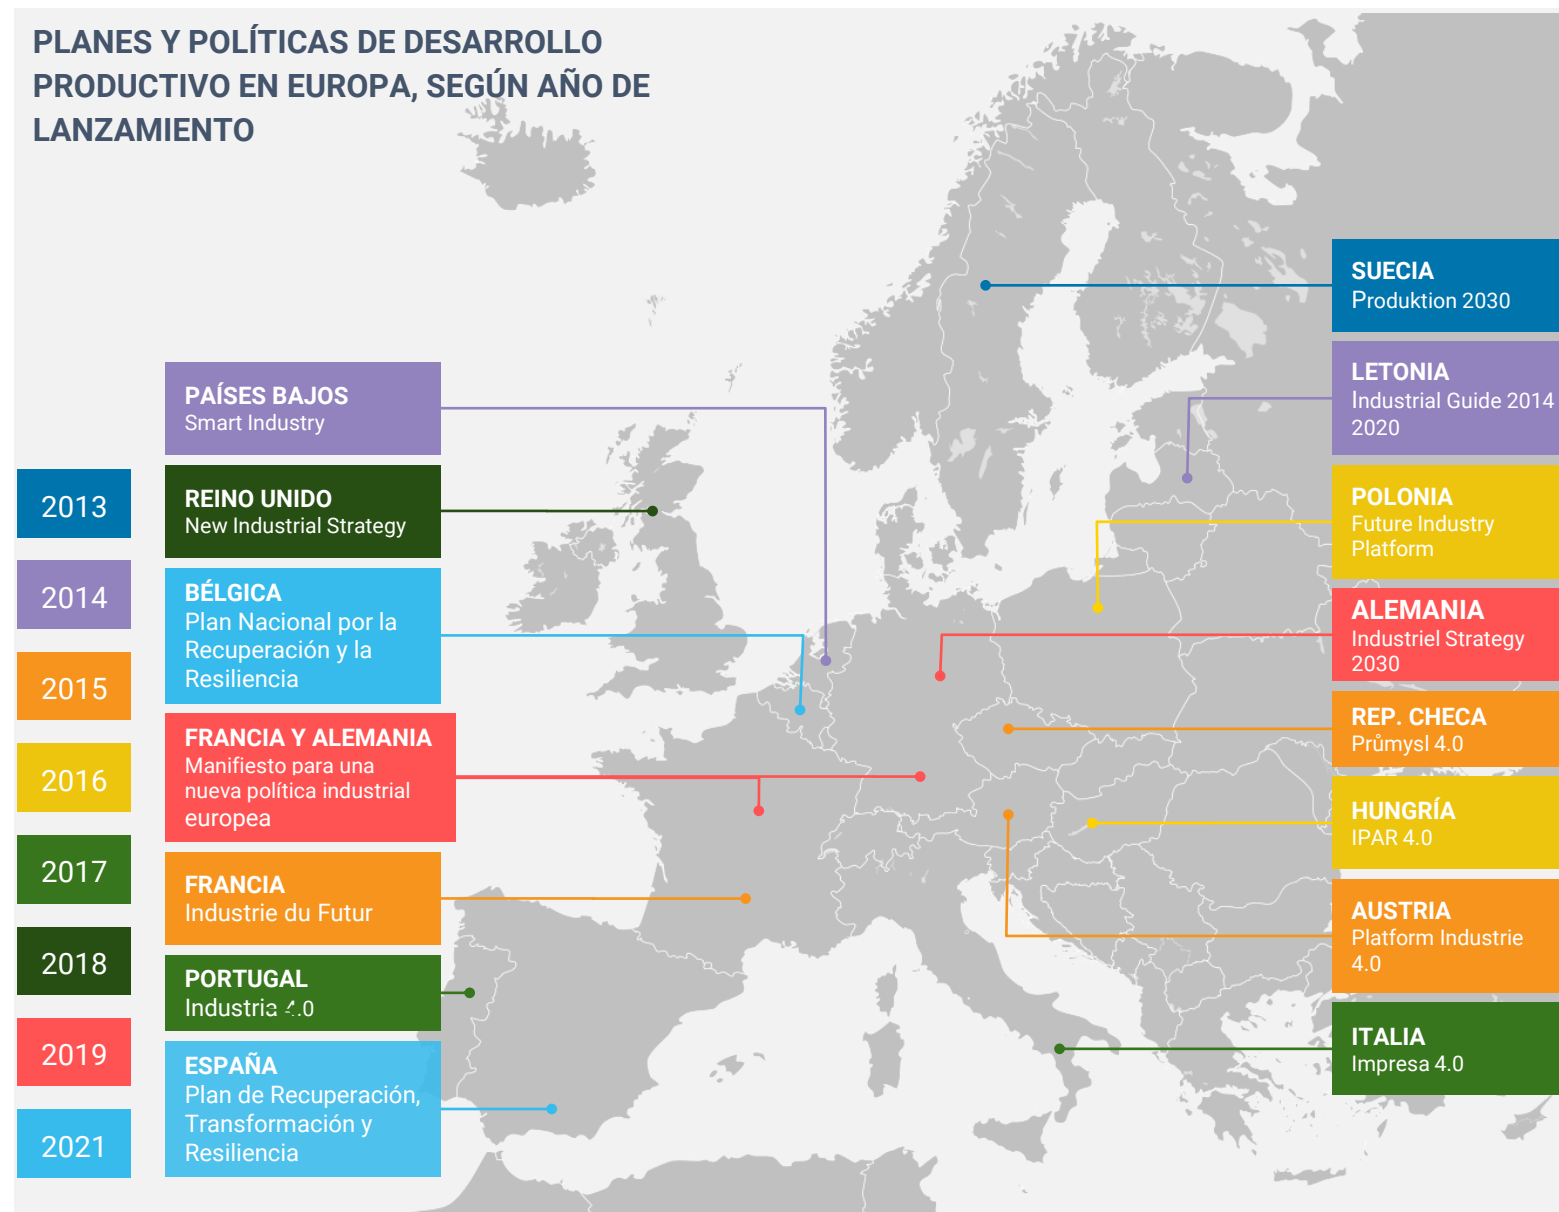 PLANES Y POLÍTICAS DE DESARROLLO
PRODUCTIVO EN EUROPA, SEGÚN AÑO DE
LANZAMIENTO
2013
2014
2015
2016
2017
2018
2019
2021
PAÍSES BAJOS
Smart Industry
REINO UNIDO
New Industrial Strategy
BÉLGICA
Plan Nacional por la
Recuperación y la
Resiliencia
FRANCIA Y ALEMANIA
Manifiesto para una
nueva política industrial
europea
FRANCIA
Industrie du Futur
PORTUGAL
Industria 4.0
ESPAÑA
Plan de Recuperación,
Transformación y
Resiliencia
SUECIA
Produktion 2030
LETONIA
Industrial Guide 2014
2020
POLONIA
Future Industry
Platform
ALEMANIA
Industriel Strategy
2030
REP. CHECA
Průmysl 4.0
HUNGRÍA
IPAR 4.0
AUSTRIA
Platform Industrie
4.0
ITALIA
Impresa 4.0